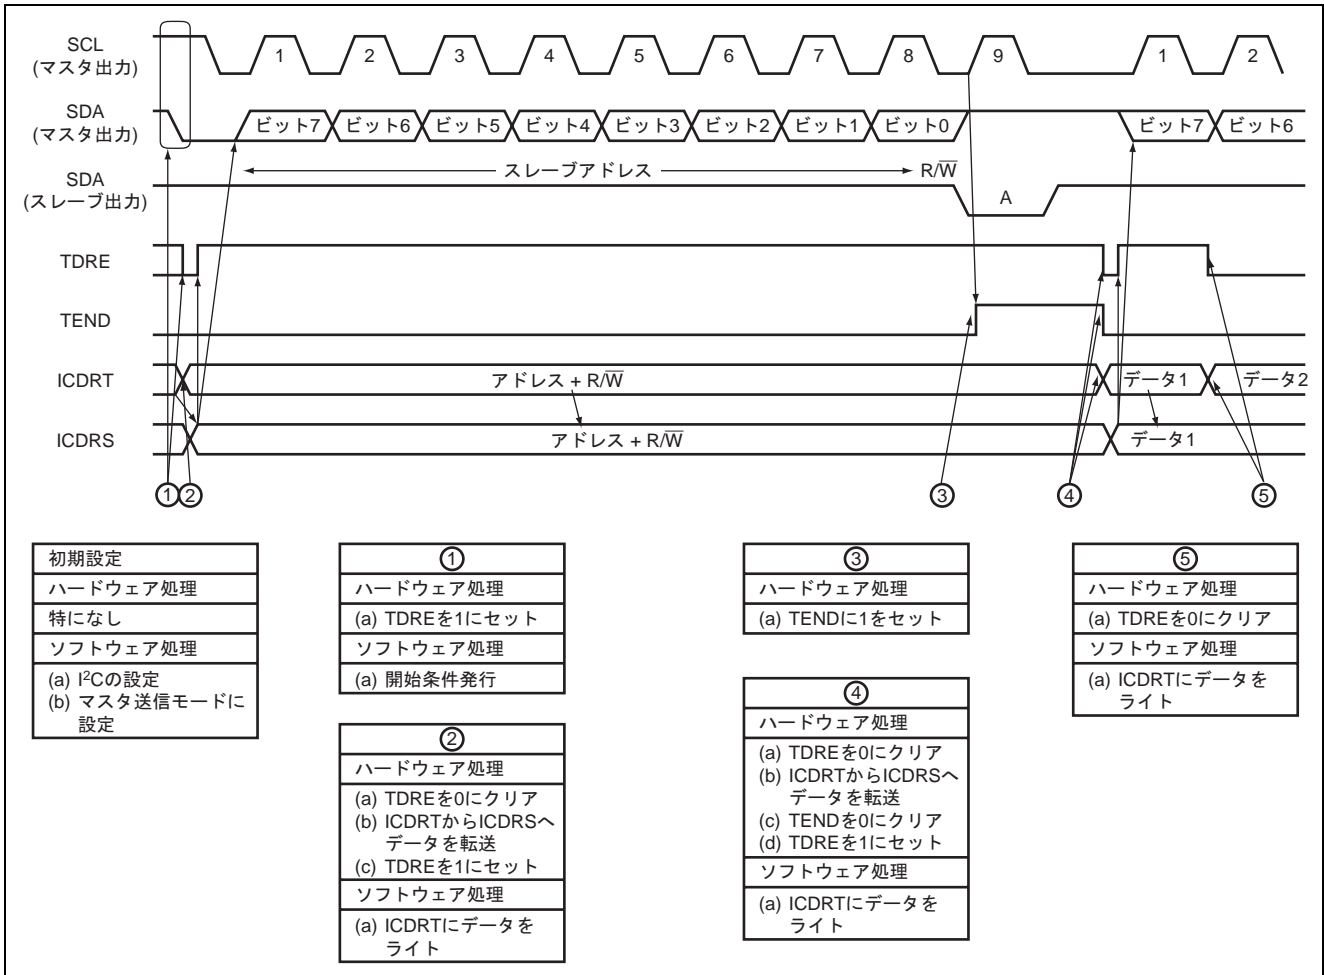 SCL
(マスタ出力)
1 2 3 4 5 6 7 8 9 1 2
SDA
(マスタ出力)
ビット7 ビット6 ビット5 ビット4 ビット3 ビット2 ビット1 ビット0 ビット7 ビット6
スレーブアドレス R/W̅
SDA
(スレーブ出力)
A
TDRE
TEND
ICDRT
アドレス + R/W̅ データ1 データ2
ICDRS
アドレス + R/W̅ データ1
① ② ③ ④ ⑤
初期設定
ハードウェア処理
特になし
ソフトウェア処理
(a) I²Cの設定
(b) マスタ送信モードに
設定
①
ハードウェア処理
(a) TDREを1にセット
ソフトウェア処理
(a) 開始条件発行
②
ハードウェア処理
(a) TDREを0にクリア
(b) ICDRTからICDRSへ
データを転送
(c) TDREを1にセット
ソフトウェア処理
(a) ICDRTにデータを
ライト
③
ハードウェア処理
(a) TENDに1をセット
④
ハードウェア処理
(a) TDREを0にクリア
(b) ICDRTからICDRSへ
データを転送
(c) TENDを0にクリア
(d) TDREを1にセット
ソフトウェア処理
(a) ICDRTにデータを
ライト
⑤
ハードウェア処理
(a) TDREを0にクリア
ソフトウェア処理
(a) ICDRTにデータを
ライト